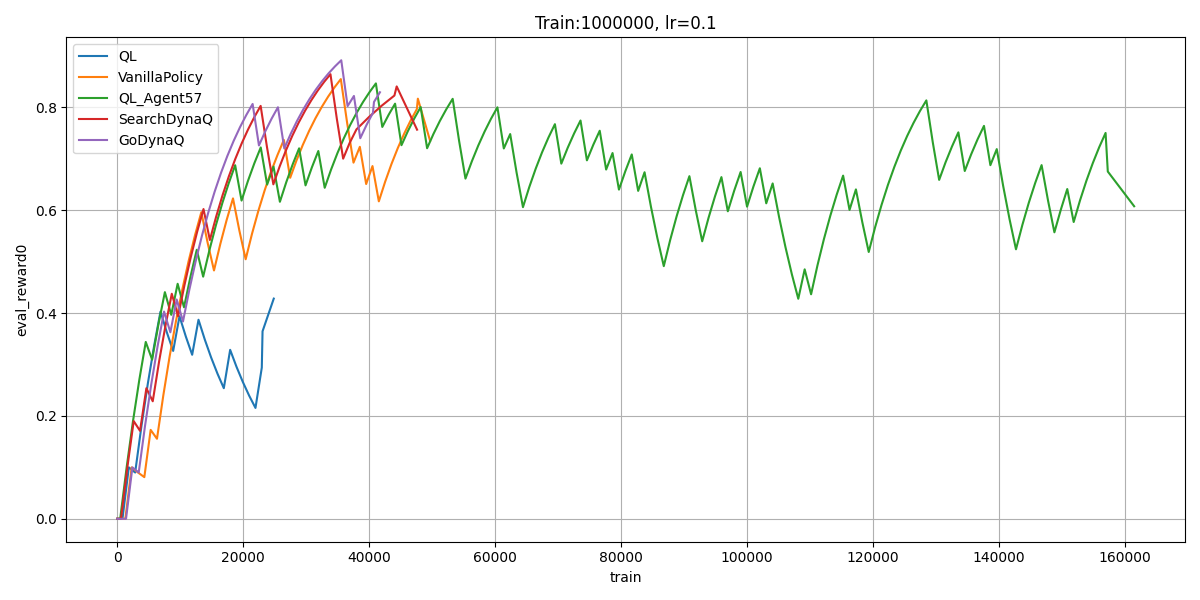 Train:1000000, lr=0.1
QL
VanillaPolicy
QL_Agent57
SearchDynaQ
GoDynaQ
eval_reward0
0.8
0.6
0.4
0.2
0.0
0 20000 40000 60000 80000 100000 120000 140000 160000
train